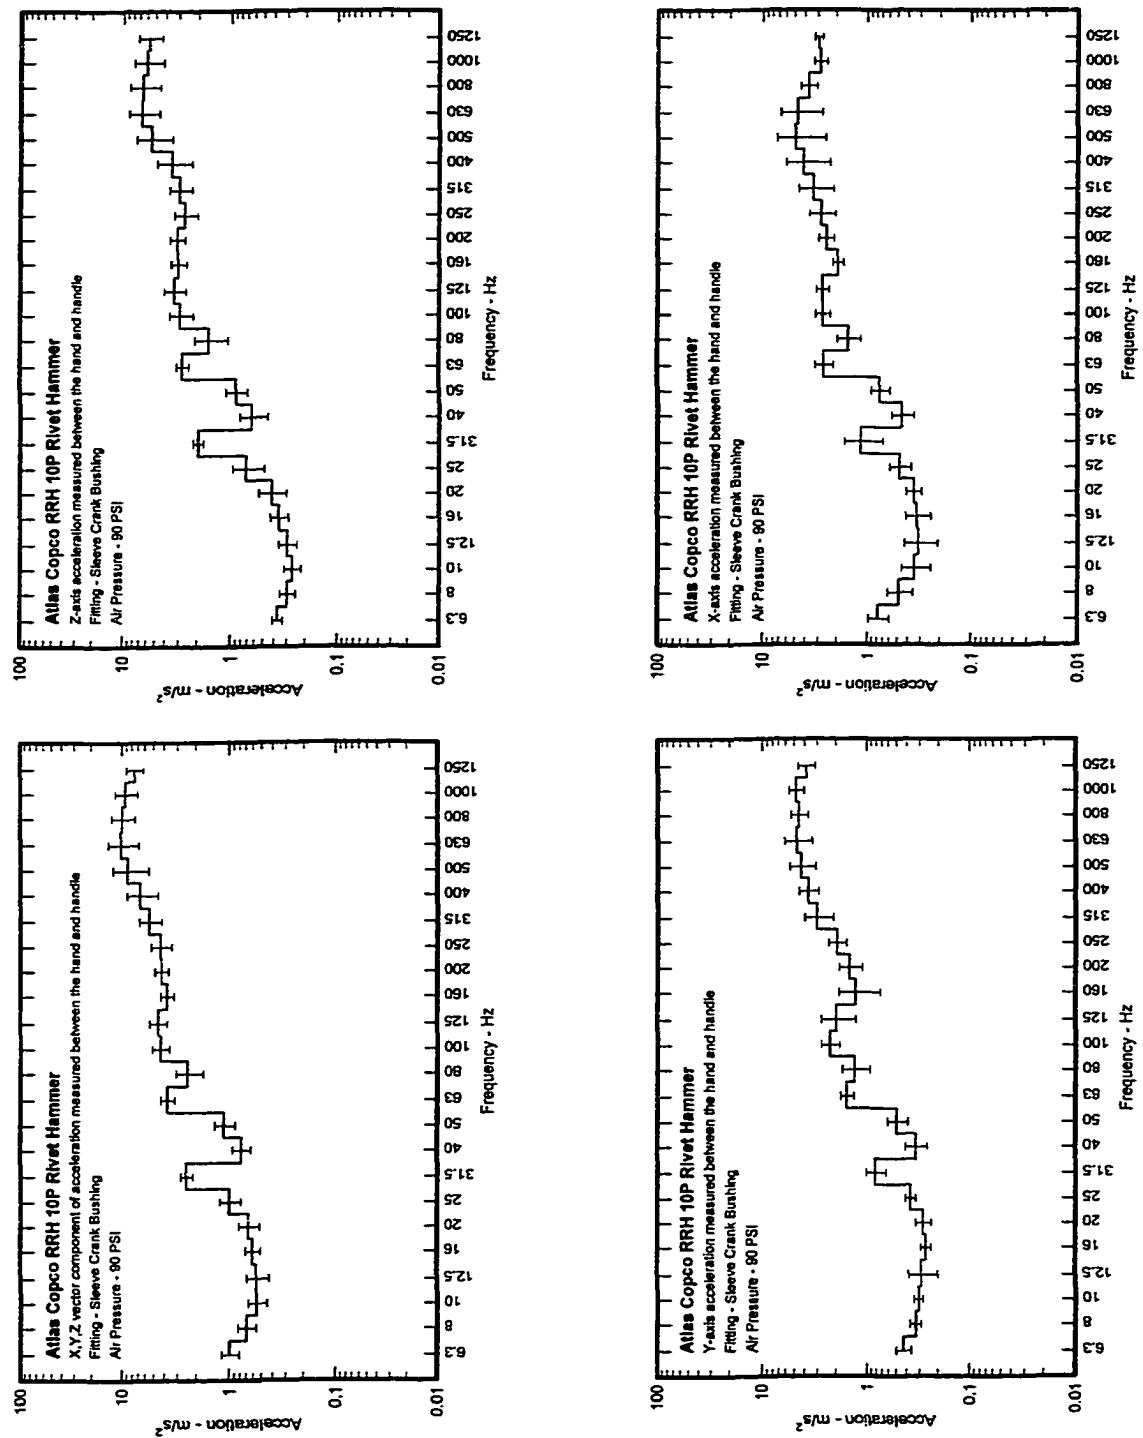 Atlas Copco RRH 10P Rivet Hammer
X,Y,Z vector component of acceleration measured between the hand and handle
Fitting - Sleeve Crank Bushing
Air Pressure - 90 PSI
Acceleration - m/s²
100
10
1
0.1
0.01
6.3 8 10 12.5 16 20 25 31.5 40 50 63 80 100 125 160 200 250 315 400 500 630 800 1000 1250
Frequency - Hz
Atlas Copco RRH 10P Rivet Hammer
Z-axis acceleration measured between the hand and handle
Fitting - Sleeve Crank Bushing
Air Pressure - 90 PSI
Acceleration - m/s²
100
10
1
0.1
0.01
6.3 8 10 12.5 16 20 25 31.5 40 50 63 80 100 125 160 200 250 315 400 500 630 800 1000 1250
Frequency - Hz
Atlas Copco RRH 10P Rivet Hammer
Y-axis acceleration measured between the hand and handle
Fitting - Sleeve Crank Bushing
Air Pressure - 90 PSI
Acceleration - m/s²
100
10
1
0.1
0.01
6.3 8 10 12.5 16 20 25 31.5 40 50 63 80 100 125 160 200 250 315 400 500 630 800 1000 1250
Frequency - Hz
Atlas Copco RRH 10P Rivet Hammer
X-axis acceleration measured between the hand and handle
Fitting - Sleeve Crank Bushing
Air Pressure - 90 PSI
Acceleration - m/s²
100
10
1
0.1
0.01
6.3 8 10 12.5 16 20 25 31.5 40 50 63 80 100 125 160 200 250 315 400 500 630 800 1000 1250
Frequency - Hz